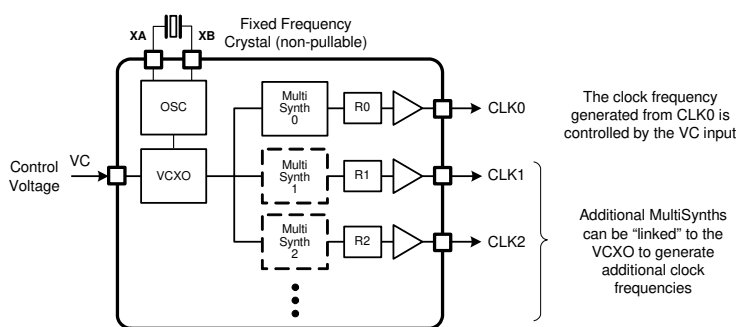 Fixed Frequency
Crystal (non-pullable)
XA
XB
OSC
VCXO
Control
Voltage
VC
Multi
Synth
0
R0
CLK0
Multi
Synth
1
R1
CLK1
Multi
Synth
2
R2
CLK2
The clock frequency
generated from CLK0 is
controlled by the VC input
Additional MultiSynths
can be “linked” to the
VCXO to generate
additional clock
frequencies